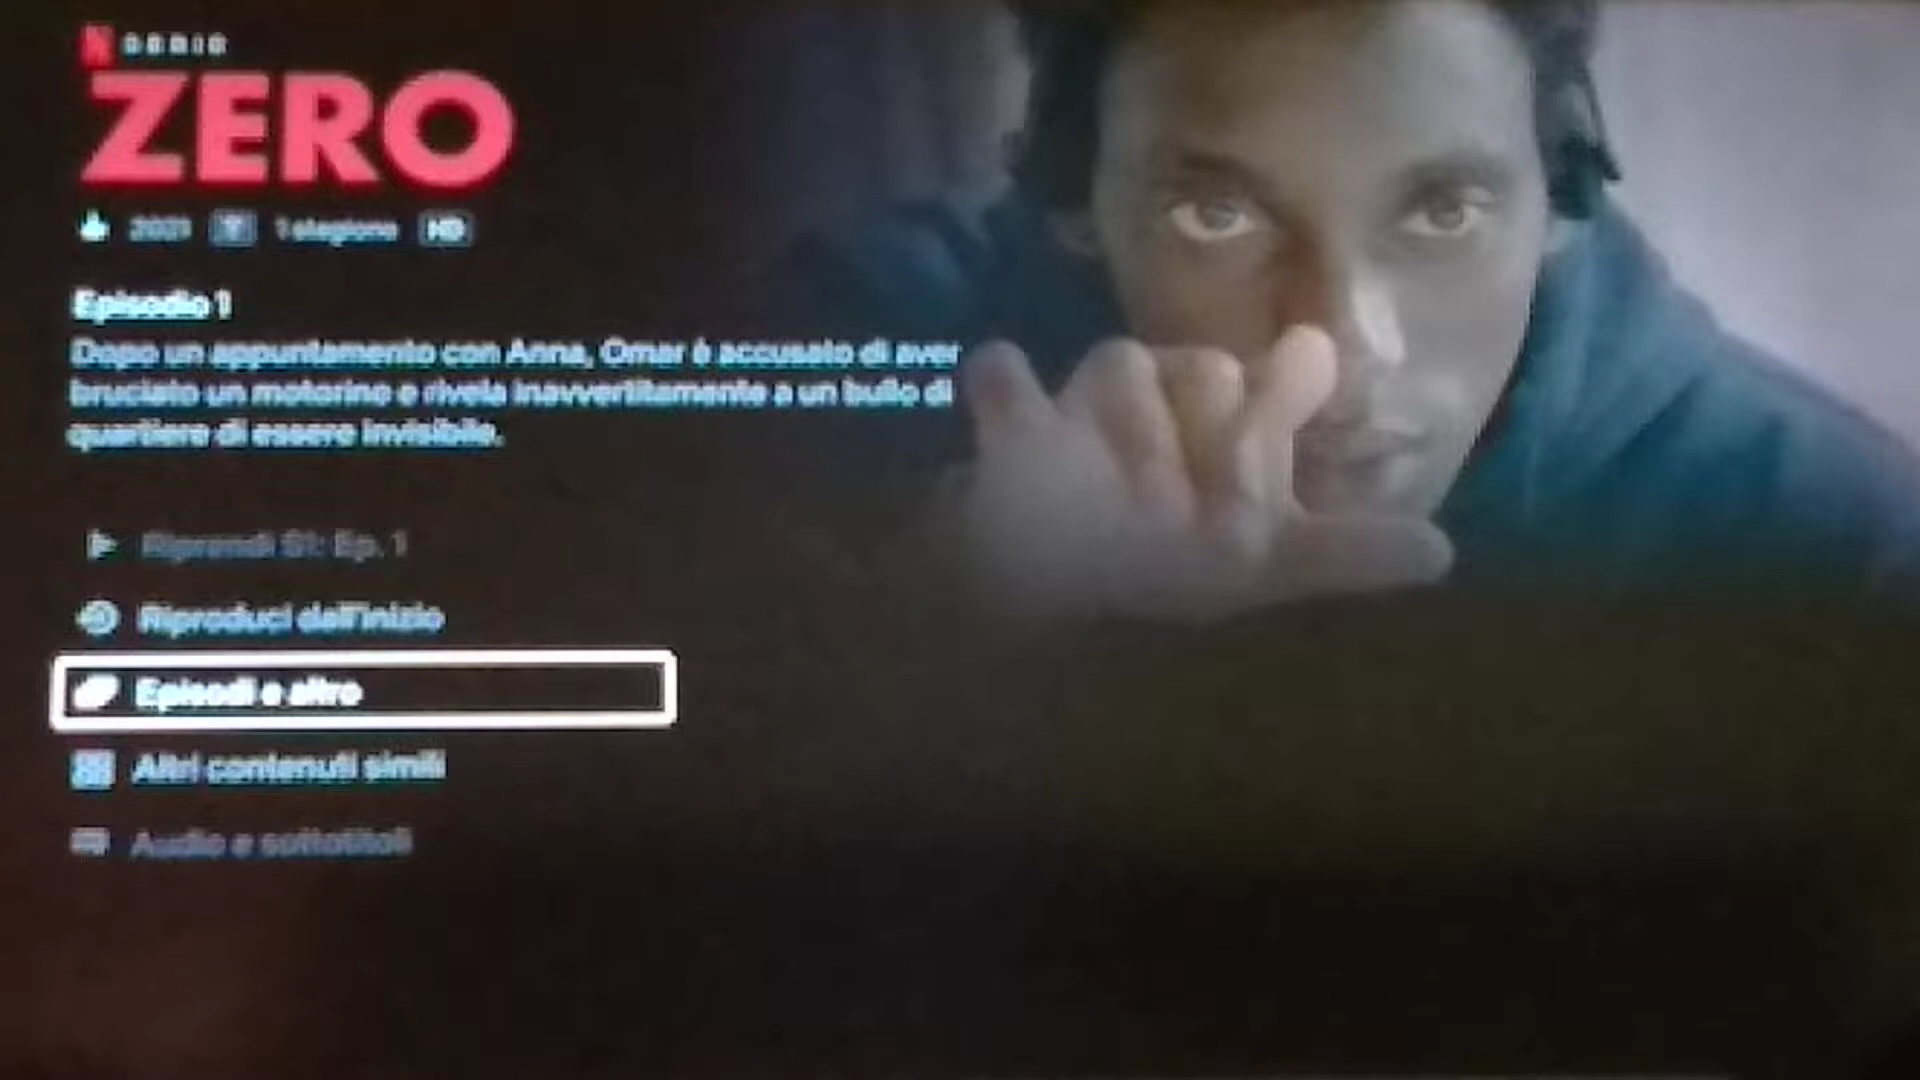 N SERIE
ZERO
2021 T 1 stagione HD
Episodio 1
Dopo un appuntamento con Anna, Omar è accusato di aver
bruciato un motorino e rivela inavvertitamente a un bullo di
quartiere di essere invisibile.
Riprendi S1: Ep. 1
Riproduci dall'inizio
Episodi e altro
Altri contenuti simili
Audio e sottotitoli